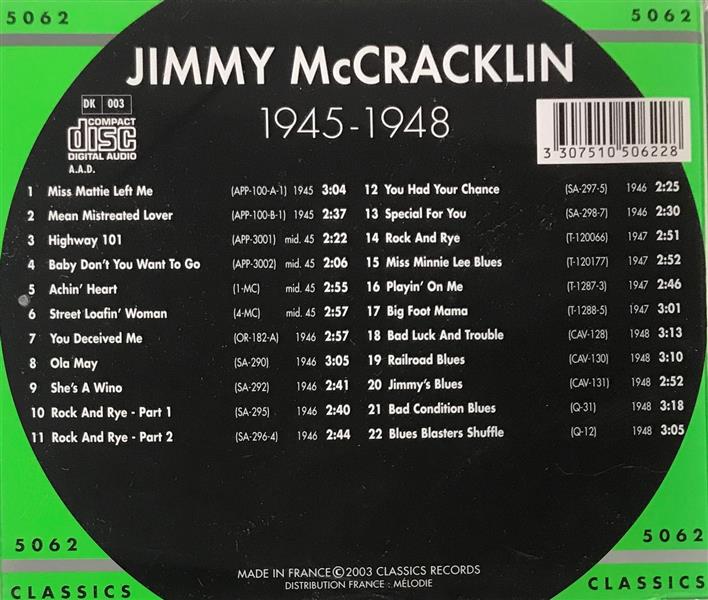 5062
5062
JIMMY McCRACKLIN
1945-1948
DK 003
COMPACT
disc
DIGITAL AUDIO
A.A.D.
3 307510 506228
1 Miss Mattie Left Me (APP-100-A-1) 1945 3:04
2 Mean Mistreated Lover (APP-100-B-1) 1945 2:37
3 Highway 101 (APP-3001) mid. 45 2:22
4 Baby Don't You Want To Go (APP-3002) mid. 45 2:06
5 Achin' Heart (1-MC) mid. 45 2:55
6 Street Loafin' Woman (4-MC) mid. 45 2:57
7 You Deceived Me (OR-182-A) 1946 2:57
8 Ola May (SA-290) 1946 3:05
9 She's A Wino (SA-292) 1946 2:41
10 Rock And Rye - Part 1 (SA-295) 1946 2:40
11 Rock And Rye - Part 2 (SA-296-4) 1946 2:44
12 You Had Your Chance (SA-297-5) 1946 2:25
13 Special For You (SA-298-7) 1946 2:30
14 Rock And Rye (T-120066) 1947 2:51
15 Miss Minnie Lee Blues (T-120177) 1947 2:52
16 Playin' On Me (T-1287-3) 1947 2:46
17 Big Foot Mama (T-1288-5) 1947 3:01
18 Bad Luck And Trouble (CAV-128) 1948 3:13
19 Railroad Blues (CAV-130) 1948 3:10
20 Jimmy's Blues (CAV-131) 1948 2:52
21 Bad Condition Blues (Q-31) 1948 3:18
22 Blues Blasters Shuffle (Q-12) 1948 3:05
5062
5062
MADE IN FRANCE © 2003 CLASSICS RECORDS
DISTRIBUTION FRANCE : MÉLODIE
CLASSICS
CLASSICS